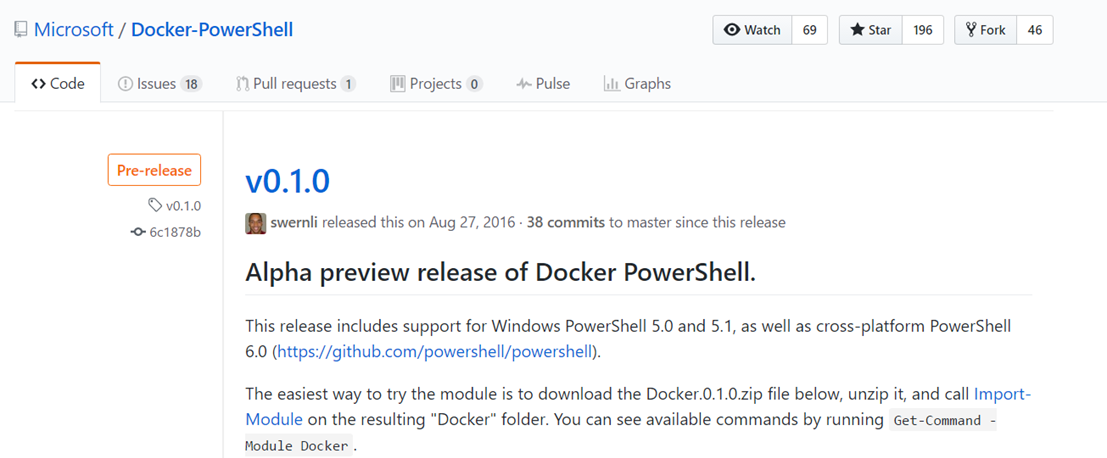 Microsoft / Docker-PowerShell
Watch 69 Star 196 Fork 46
Code Issues 18 Pull requests 1 Projects 0 Pulse Graphs
Pre-release
v0.1.0
6c1878b
v0.1.0
swernli released this on Aug 27, 2016 · 38 commits to master since this release
Alpha preview release of Docker PowerShell.
This release includes support for Windows PowerShell 5.0 and 5.1, as well as cross-platform PowerShell
6.0 (https://github.com/powershell/powershell).
The easiest way to try the module is to download the Docker.0.1.0.zip file below, unzip it, and call Import-
Module on the resulting "Docker" folder. You can see available commands by running Get-Command -
Module Docker.